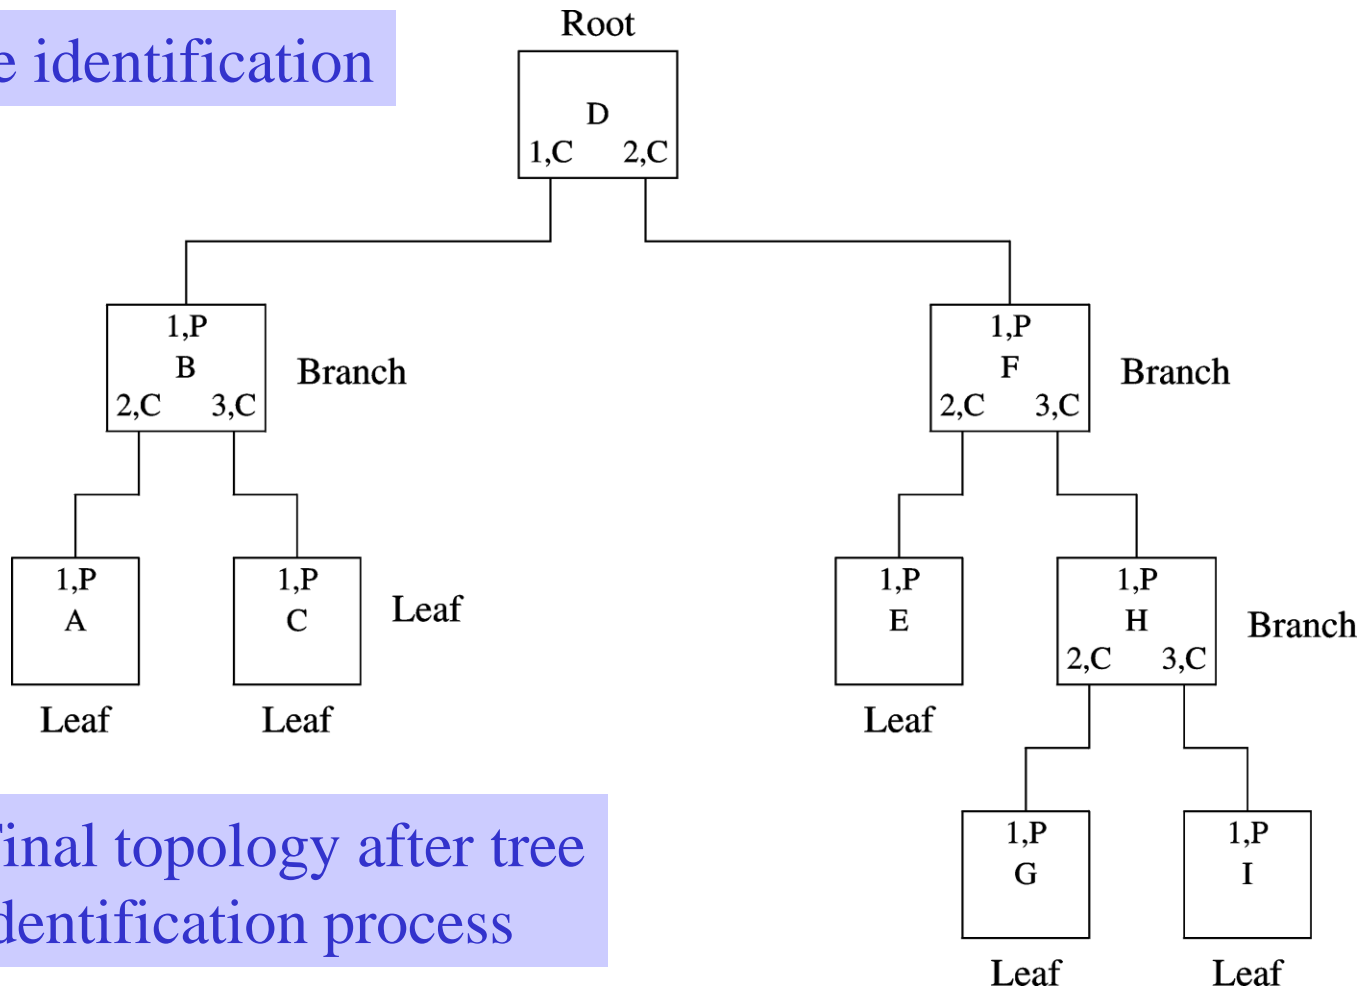 Root
e identification
D
1,C 2,C
1,P
B
2,C 3,C
Branch
1,P
F
2,C 3,C
Branch
1,P
A
1,P
C
Leaf
1,P
E
1,P
H
2,C 3,C
Branch
Leaf
Leaf
Leaf
Final topology after tree
dentification process
1,P
G
1,P
I
Leaf
Leaf